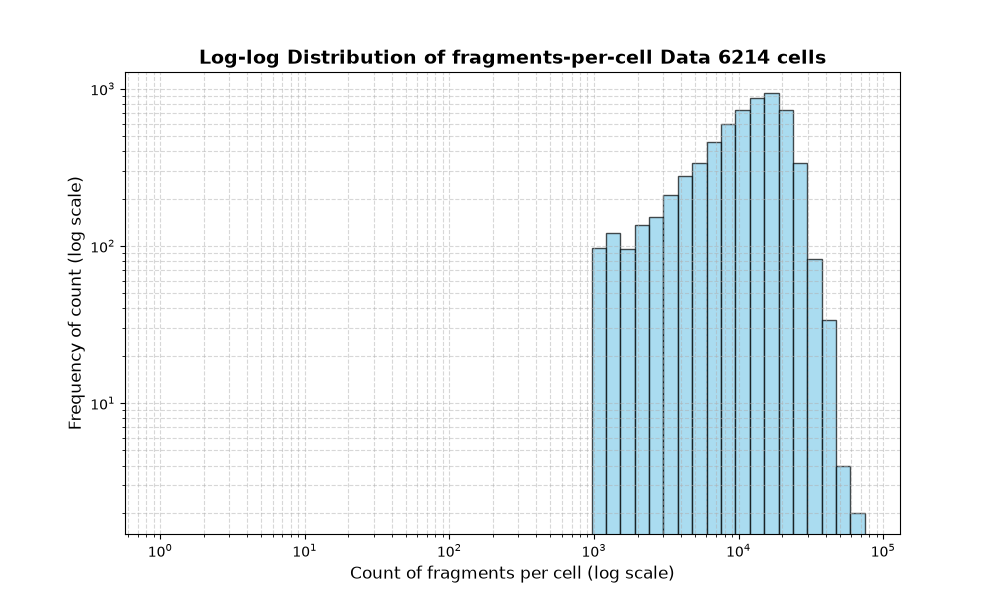 Log-log Distribution of fragments-per-cell Data 6214 cells
Frequency of count (log scale)
10³
10²
10¹
10⁰ 10¹ 10² 10³ 10⁴ 10⁵
Count of fragments per cell (log scale)